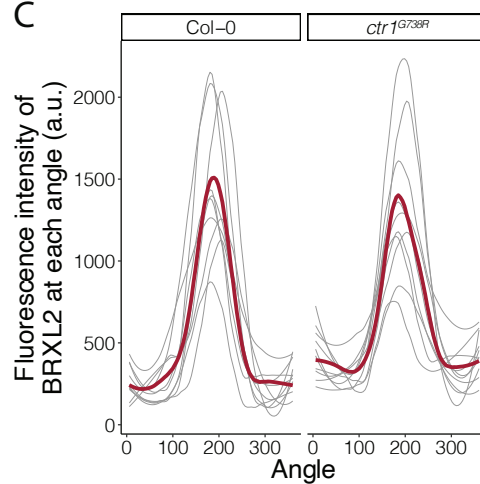 C
Col-0
ctr1G738R
Fluorescence intensity of
BRXL2 at each angle (a.u.)
2000
1500
1000
500
0
0 100 200 300
0 100 200 300
Angle